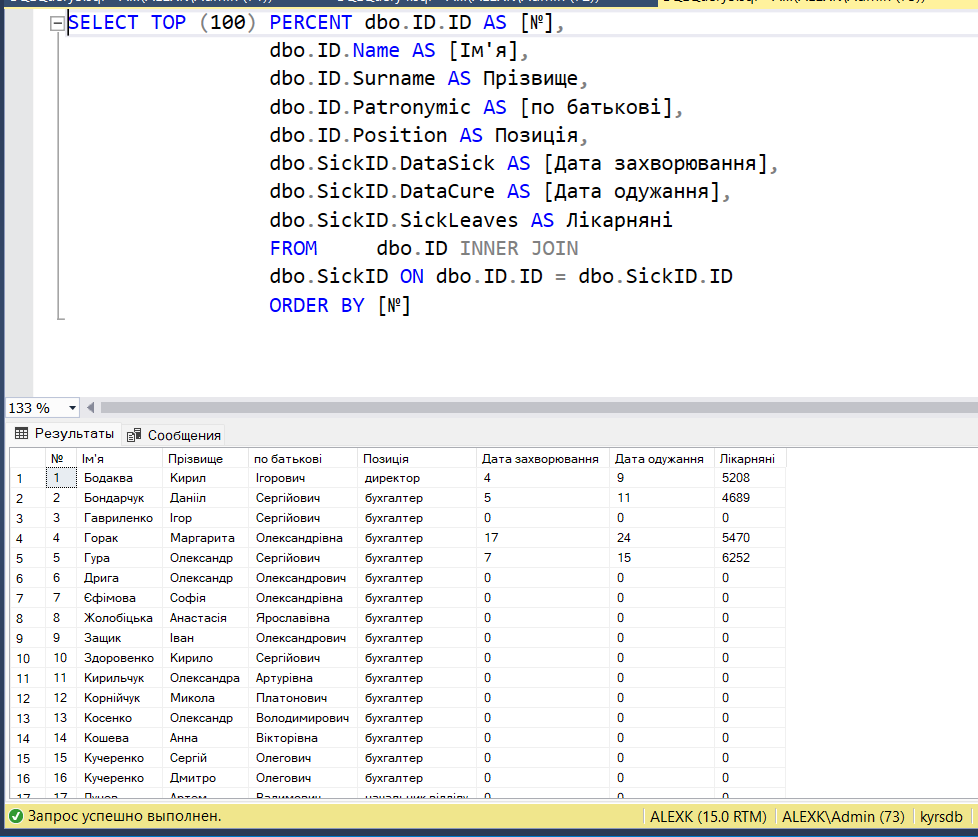 SELECT TOP (100) PERCENT dbo.ID.ID AS [№],
dbo.ID.Name AS [Ім'я],
dbo.ID.Surname AS Прізвище,
dbo.ID.Patronymic AS [по батькові],
dbo.ID.Position AS Позиція,
dbo.SickID.DataSick AS [Дата захворювання],
dbo.SickID.DataCure AS [Дата одужання],
dbo.SickID.SickLeaves AS Лікарняні
FROM dbo.ID INNER JOIN
dbo.SickID ON dbo.ID.ID = dbo.SickID.ID
ORDER BY [№]
133 %
Результаты Сообщения
№ Ім'я Прізвище по батькові Позиція Дата захворювання Дата одужання Лікарняні
1 1 Бодаква Кирил Ігорович директор 4 9 5208
2 2 Бондарчук Данііл Сергійович бухгалтер 5 11 4689
3 3 Гавриленко Ігор Сергійович бухгалтер 0 0 0
4 4 Горак Маргарита Олександрівна бухгалтер 17 24 5470
5 5 Гура Олександр Сергійович бухгалтер 7 15 6252
6 6 Дрига Олександр Олександрович бухгалтер 0 0 0
7 7 Єфімова Софія Олександрівна бухгалтер 0 0 0
8 8 Жолобіцька Анастасія Ярославівна бухгалтер 0 0 0
9 9 Защик Іван Олександрович бухгалтер 0 0 0
10 10 Здоровенко Кирило Сергійович бухгалтер 0 0 0
11 11 Кирильчук Олександра Артурівна бухгалтер 0 0 0
12 12 Корнійчук Микола Платонович бухгалтер 0 0 0
13 13 Косенко Олександр Володимирович бухгалтер 0 0 0
14 14 Кошева Анна Вікторівна бухгалтер 0 0 0
15 15 Кучеренко Сергій Олегович бухгалтер 0 0 0
16 16 Кучеренко Дмитро Олегович бухгалтер 0 0 0
Запрос успешно выполнен. ALEXK (15.0 RTM) ALEXK\Admin (73) kyrsdb